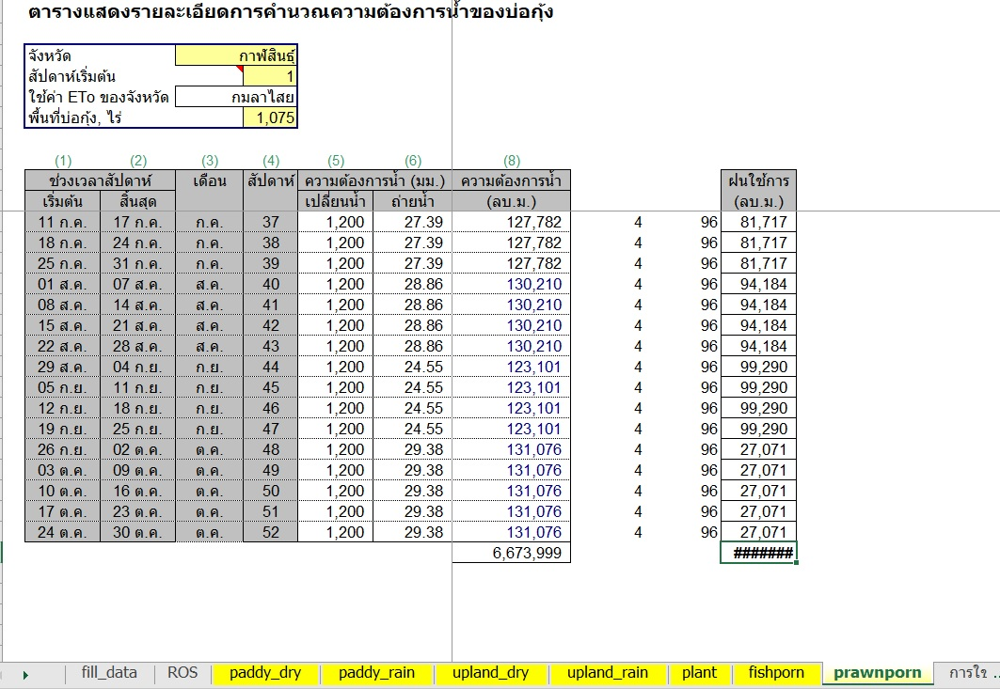 ตารางแสดงรายละเอียดการคำนวณความต้องการน้ำของบ่อกุ้ง
จังหวัด กาฬสินธุ์
สัปดาห์เริ่มต้น 1
ใช้ค่า ETo ของจังหวัด กมลาไสย
พื้นที่บ่อกุ้ง, ไร่ 1,075
(1) (2) (3) (4) (5) (6) (8)
ช่วงเวลาสัปดาห์ เดือน สัปดาห์ ความต้องการน้ำ (มม.) ความต้องการน้ำ ฝนใช้การ
เริ่มต้น สิ้นสุด เปลี่ยนน้ำ ถ่ายน้ำ (ลบ.ม.) (ลบ.ม.)
11 ก.ค. 17 ก.ค. ก.ค. 37 1,200 27.39 127,782 4 96 81,717
18 ก.ค. 24 ก.ค. ก.ค. 38 1,200 27.39 127,782 4 96 81,717
25 ก.ค. 31 ก.ค. ก.ค. 39 1,200 27.39 127,782 4 96 81,717
01 ส.ค. 07 ส.ค. ส.ค. 40 1,200 28.86 130,210 4 96 94,184
08 ส.ค. 14 ส.ค. ส.ค. 41 1,200 28.86 130,210 4 96 94,184
15 ส.ค. 21 ส.ค. ส.ค. 42 1,200 28.86 130,210 4 96 94,184
22 ส.ค. 28 ส.ค. ส.ค. 43 1,200 28.86 130,210 4 96 94,184
29 ส.ค. 04 ก.ย. ก.ย. 44 1,200 24.55 123,101 4 96 99,290
05 ก.ย. 11 ก.ย. ก.ย. 45 1,200 24.55 123,101 4 96 99,290
12 ก.ย. 18 ก.ย. ก.ย. 46 1,200 24.55 123,101 4 96 99,290
19 ก.ย. 25 ก.ย. ก.ย. 47 1,200 24.55 123,101 4 96 99,290
26 ก.ย. 02 ต.ค. ต.ค. 48 1,200 29.38 131,076 4 96 27,071
03 ต.ค. 09 ต.ค. ต.ค. 49 1,200 29.38 131,076 4 96 27,071
10 ต.ค. 16 ต.ค. ต.ค. 50 1,200 29.38 131,076 4 96 27,071
17 ต.ค. 23 ต.ค. ต.ค. 51 1,200 29.38 131,076 4 96 27,071
24 ต.ค. 30 ต.ค. ต.ค. 52 1,200 29.38 131,076 4 96 27,071
6,673,999 #######
fill_data ROS paddy_dry paddy_rain upland_dry upland_rain plant fishporn prawnporn การใช ...